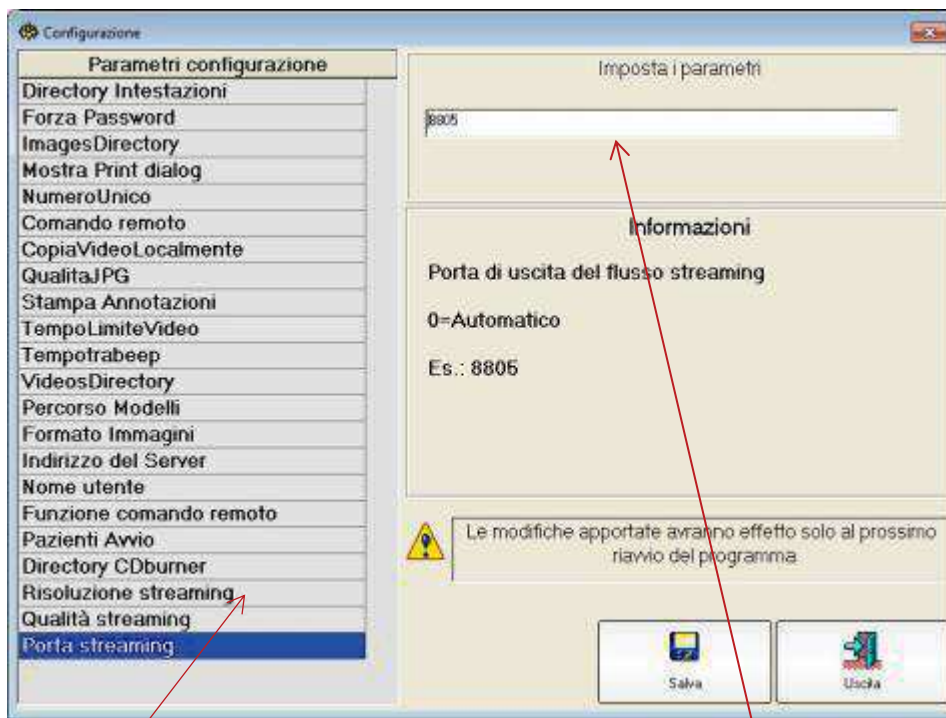 Configurazione
Parametri configurazione
Directory Intestazioni
Forza Password
ImagesDirectory
Mostra Print dialog
NumeroUnico
Comando remoto
CopiaVideoLocalmente
QualitaJPG
Stampa Annotazioni
TempoLimiteVideo
Tempotrabeep
VideosDirectory
Percorso Modelli
Formato Immagini
Indirizzo del Server
Nome utente
Funzione comando remoto
Pazienti Avvio
Directory CDburner
Risoluzione streaming
Qualità streaming
Porta streaming
Imposta i parametri
8805
Informazioni
Porta di uscita del flusso streaming
0=Automatico
Es.: 8805
Le modifiche apportate avranno effetto solo al prossimo
riavvio del programma
Salva
Uscita